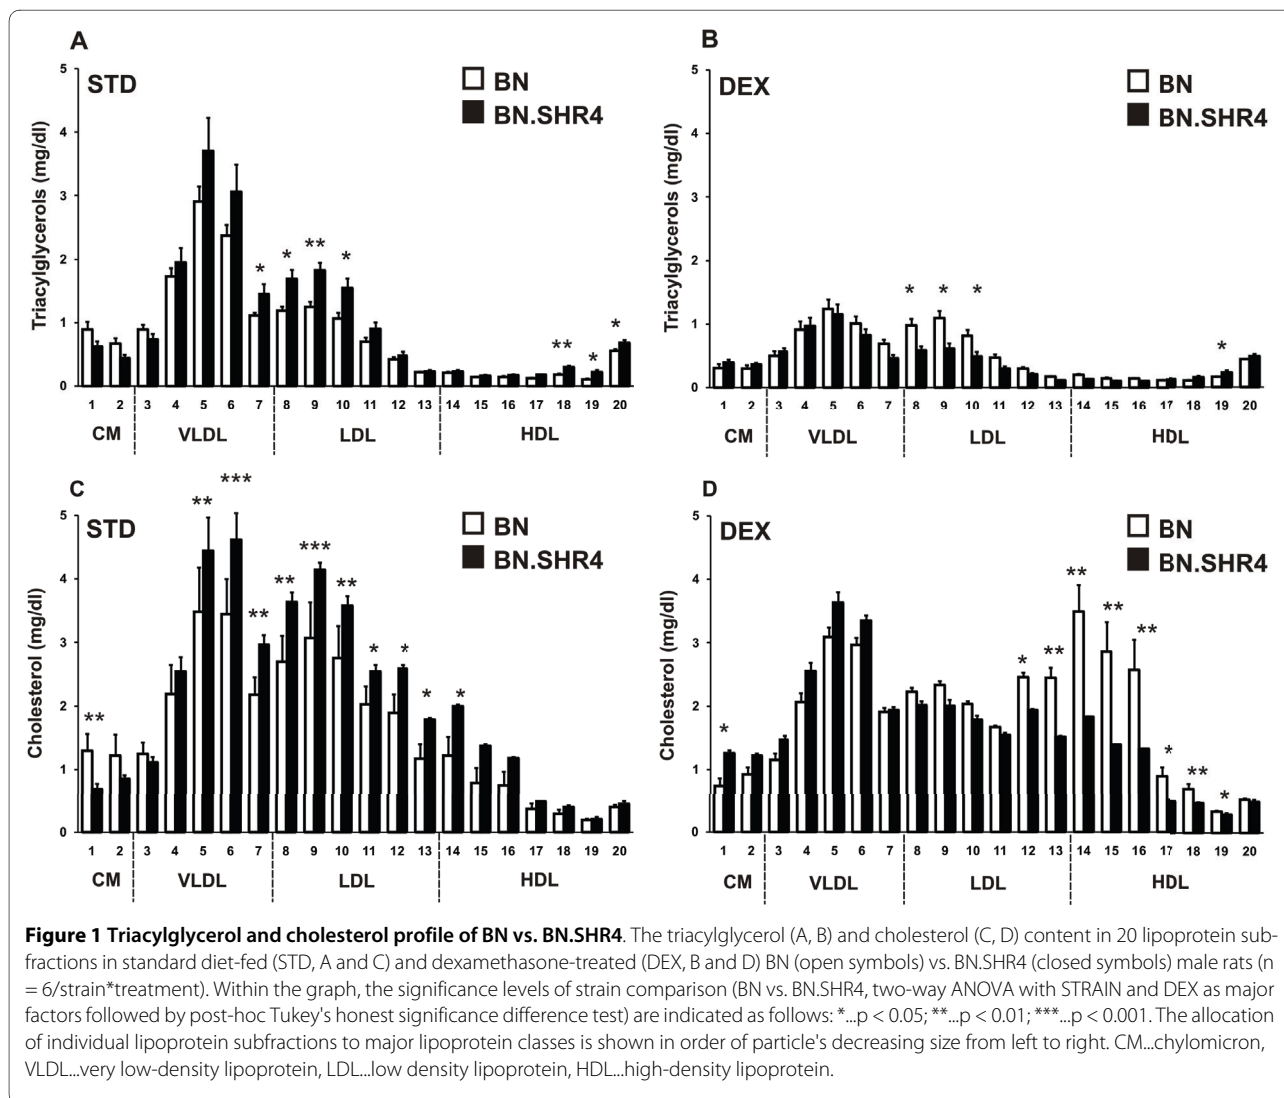 A
STD
BN
BN.SHR4
Triacylglycerols (mg/dl)
5
4
3
2
1
0
* * ** * ** * *
1 2 3 4 5 6 7 8 9 10 11 12 13 14 15 16 17 18 19 20
CM VLDL LDL HDL
B
DEX
BN
BN.SHR4
Triacylglycerols (mg/dl)
5
4
3
2
1
0
* * * *
1 2 3 4 5 6 7 8 9 10 11 12 13 14 15 16 17 18 19 20
CM VLDL LDL HDL
C
STD
BN
BN.SHR4
Cholesterol (mg/dl)
5
4
3
2
1
0
** ** *** ** ** *** ** * * * *
1 2 3 4 5 6 7 8 9 10 11 12 13 14 15 16 17 18 19 20
CM VLDL LDL HDL
D
DEX
BN
BN.SHR4
Cholesterol (mg/dl)
5
4
3
2
1
0
* * ** ** ** ** * ** *
1 2 3 4 5 6 7 8 9 10 11 12 13 14 15 16 17 18 19 20
CM VLDL LDL HDL
Figure 1 Triacylglycerol and cholesterol profile of BN vs. BN.SHR4. The triacylglycerol (A, B) and cholesterol (C, D) content in 20 lipoprotein sub-
fractions in standard diet-fed (STD, A and C) and dexamethasone-treated (DEX, B and D) BN (open symbols) vs. BN.SHR4 (closed symbols) male rats (n
= 6/strain*treatment). Within the graph, the significance levels of strain comparison (BN vs. BN.SHR4, two-way ANOVA with STRAIN and DEX as major
factors followed by post-hoc Tukey's honest significance difference test) are indicated as follows: *...p < 0.05; **...p < 0.01; ***...p < 0.001. The allocation
of individual lipoprotein subfractions to major lipoprotein classes is shown in order of particle's decreasing size from left to right. CM...chylomicron,
VLDL...very low-density lipoprotein, LDL...low density lipoprotein, HDL...high-density lipoprotein.